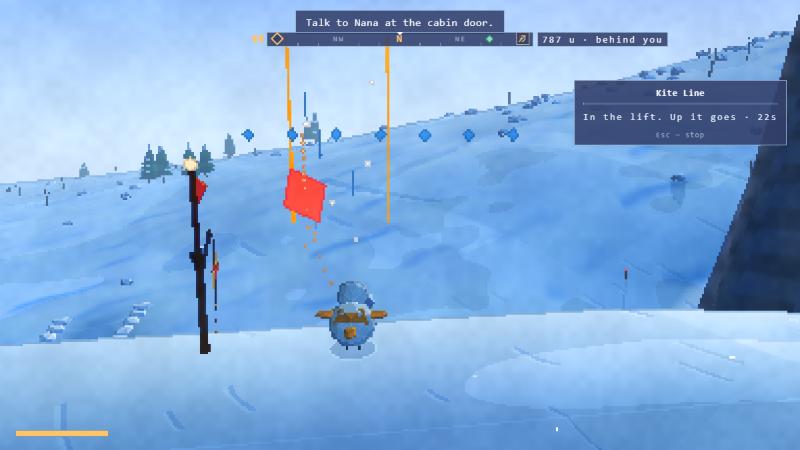 Talk to Nana at the cabin door.
NW N NE
787 u · behind you
Kite Line
In the lift. Up it goes · 22s
Esc — stop